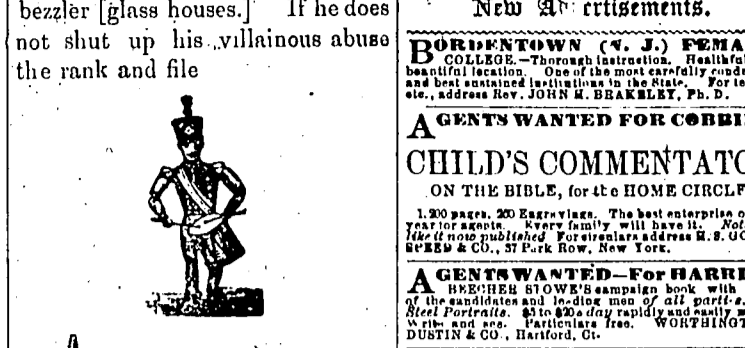 bezzler [glass houses.] If he does
not shut up his villainous abuse
the rank and file
New Ad ertisements.
BORDENTOWN (N. J.) FEMA
COLLEGE.—Thorough instruction. Healthful
beautiful location. One of the most carefully cond
and best sustained institutions in the State. For te
etc., address Rev. JOHN H. BRAKELEY, Ph. D.
AGENTS WANTED FOR COBBI
CHILD'S COMMENTATO
ON THE BIBLE, for the HOME CIRCLE
1.200 pages, 250 Engravings. The best enterprise o
year for agents. Every family will have it. Not
like it now published For circulars address H. S. GO
SPEED & CO., 37 Park Row, New York.
AGENTS WANTED—For HARRI
BEECHER STOWE'S campaign book with
of the candidates and leading men of all parties.
Steel Portraits. $5 to $20 a day rapidly and easily m
Write and see. Particulars free. WORTHINGT
DUSTIN & CO., Hartford, Ct.